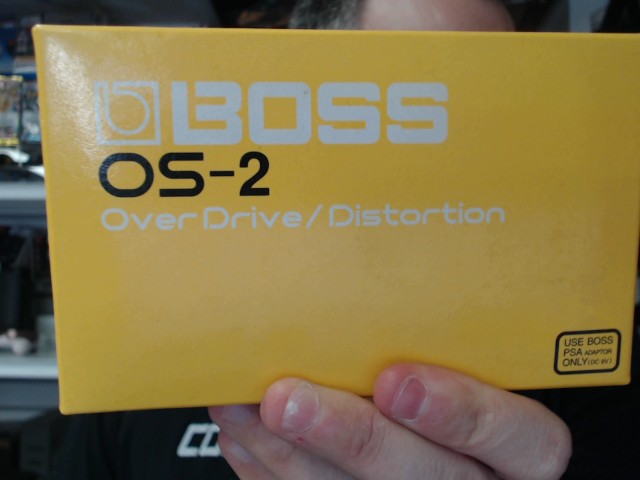 BOSS
OS-2
OverDrive/Distortion
USE BOSS
PSA ADAPTOR
ONLY (DC 9V)